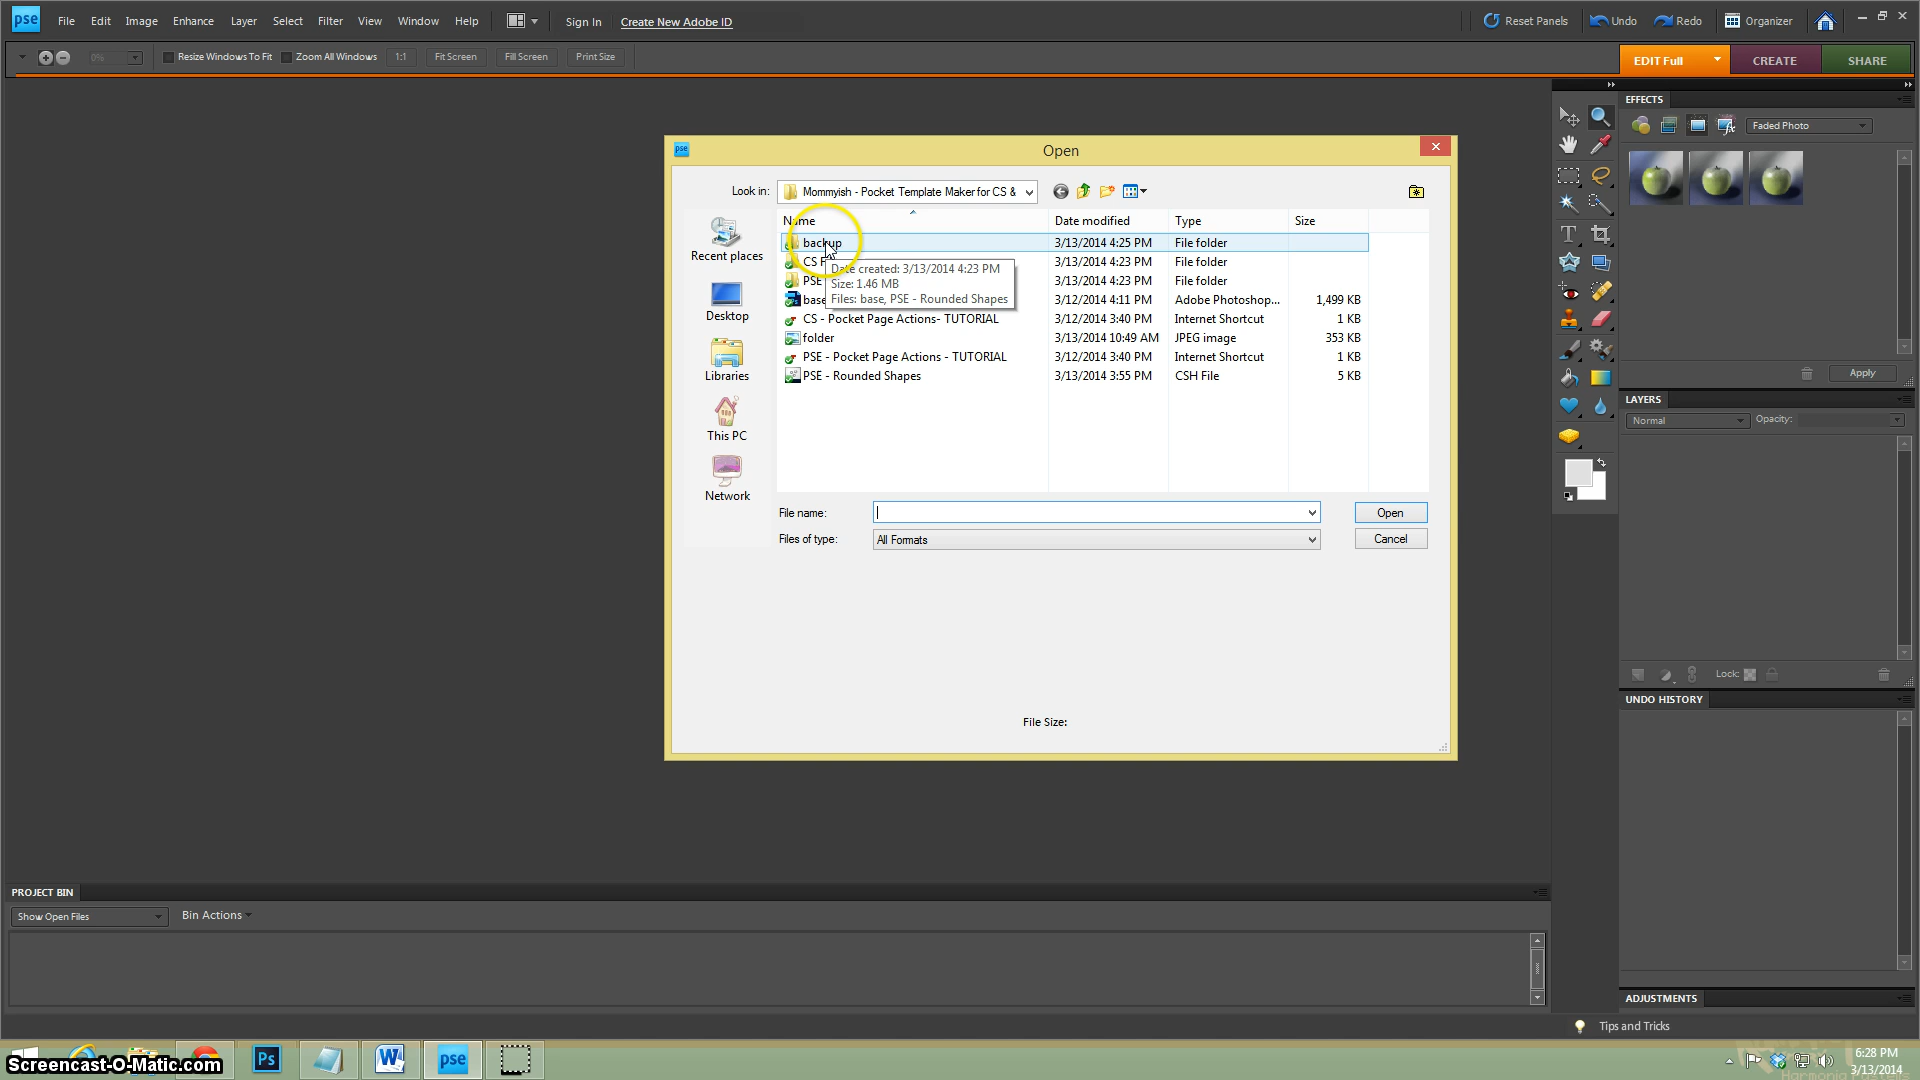 pse File Edit Image Enhance Layer Select Filter View Window Help Sign In Create New Adobe ID Reset Panels Undo Redo Organizer
0% Resize Windows To Fit Zoom All Windows 1:1 Fit Screen Fill Screen Print Size EDIT Full CREATE SHARE
EFFECTS
Faded Photo
Apply
LAYERS
Normal Opacity:
Lock:
UNDO HISTORY
ADJUSTMENTS
Tips and Tricks
pse Open
Look in: Mommyish - Pocket Template Maker for CS &
Name Date modified Type Size
backup 3/13/2014 4:25 PM File folder
CS 3/13/2014 4:23 PM File folder
PSE 3/13/2014 4:23 PM File folder
base 3/12/2014 4:11 PM Adobe Photoshop... 1,499 KB
CS - Pocket Page Actions- TUTORIAL 3/12/2014 3:40 PM Internet Shortcut 1 KB
folder 3/13/2014 10:49 AM JPEG image 353 KB
PSE - Pocket Page Actions - TUTORIAL 3/12/2014 3:40 PM Internet Shortcut 1 KB
PSE - Rounded Shapes 3/13/2014 3:55 PM CSH File 5 KB
Date created: 3/13/2014 4:23 PM
Size: 1.46 MB
Files: base, PSE - Rounded Shapes
Recent places
Desktop
Libraries
This PC
Network
File name: Open
Files of type: All Formats Cancel
File Size:
PROJECT BIN
Show Open Files Bin Actions
Screencast-O-Matic.com
Ps W pse
6:28 PM
3/13/2014